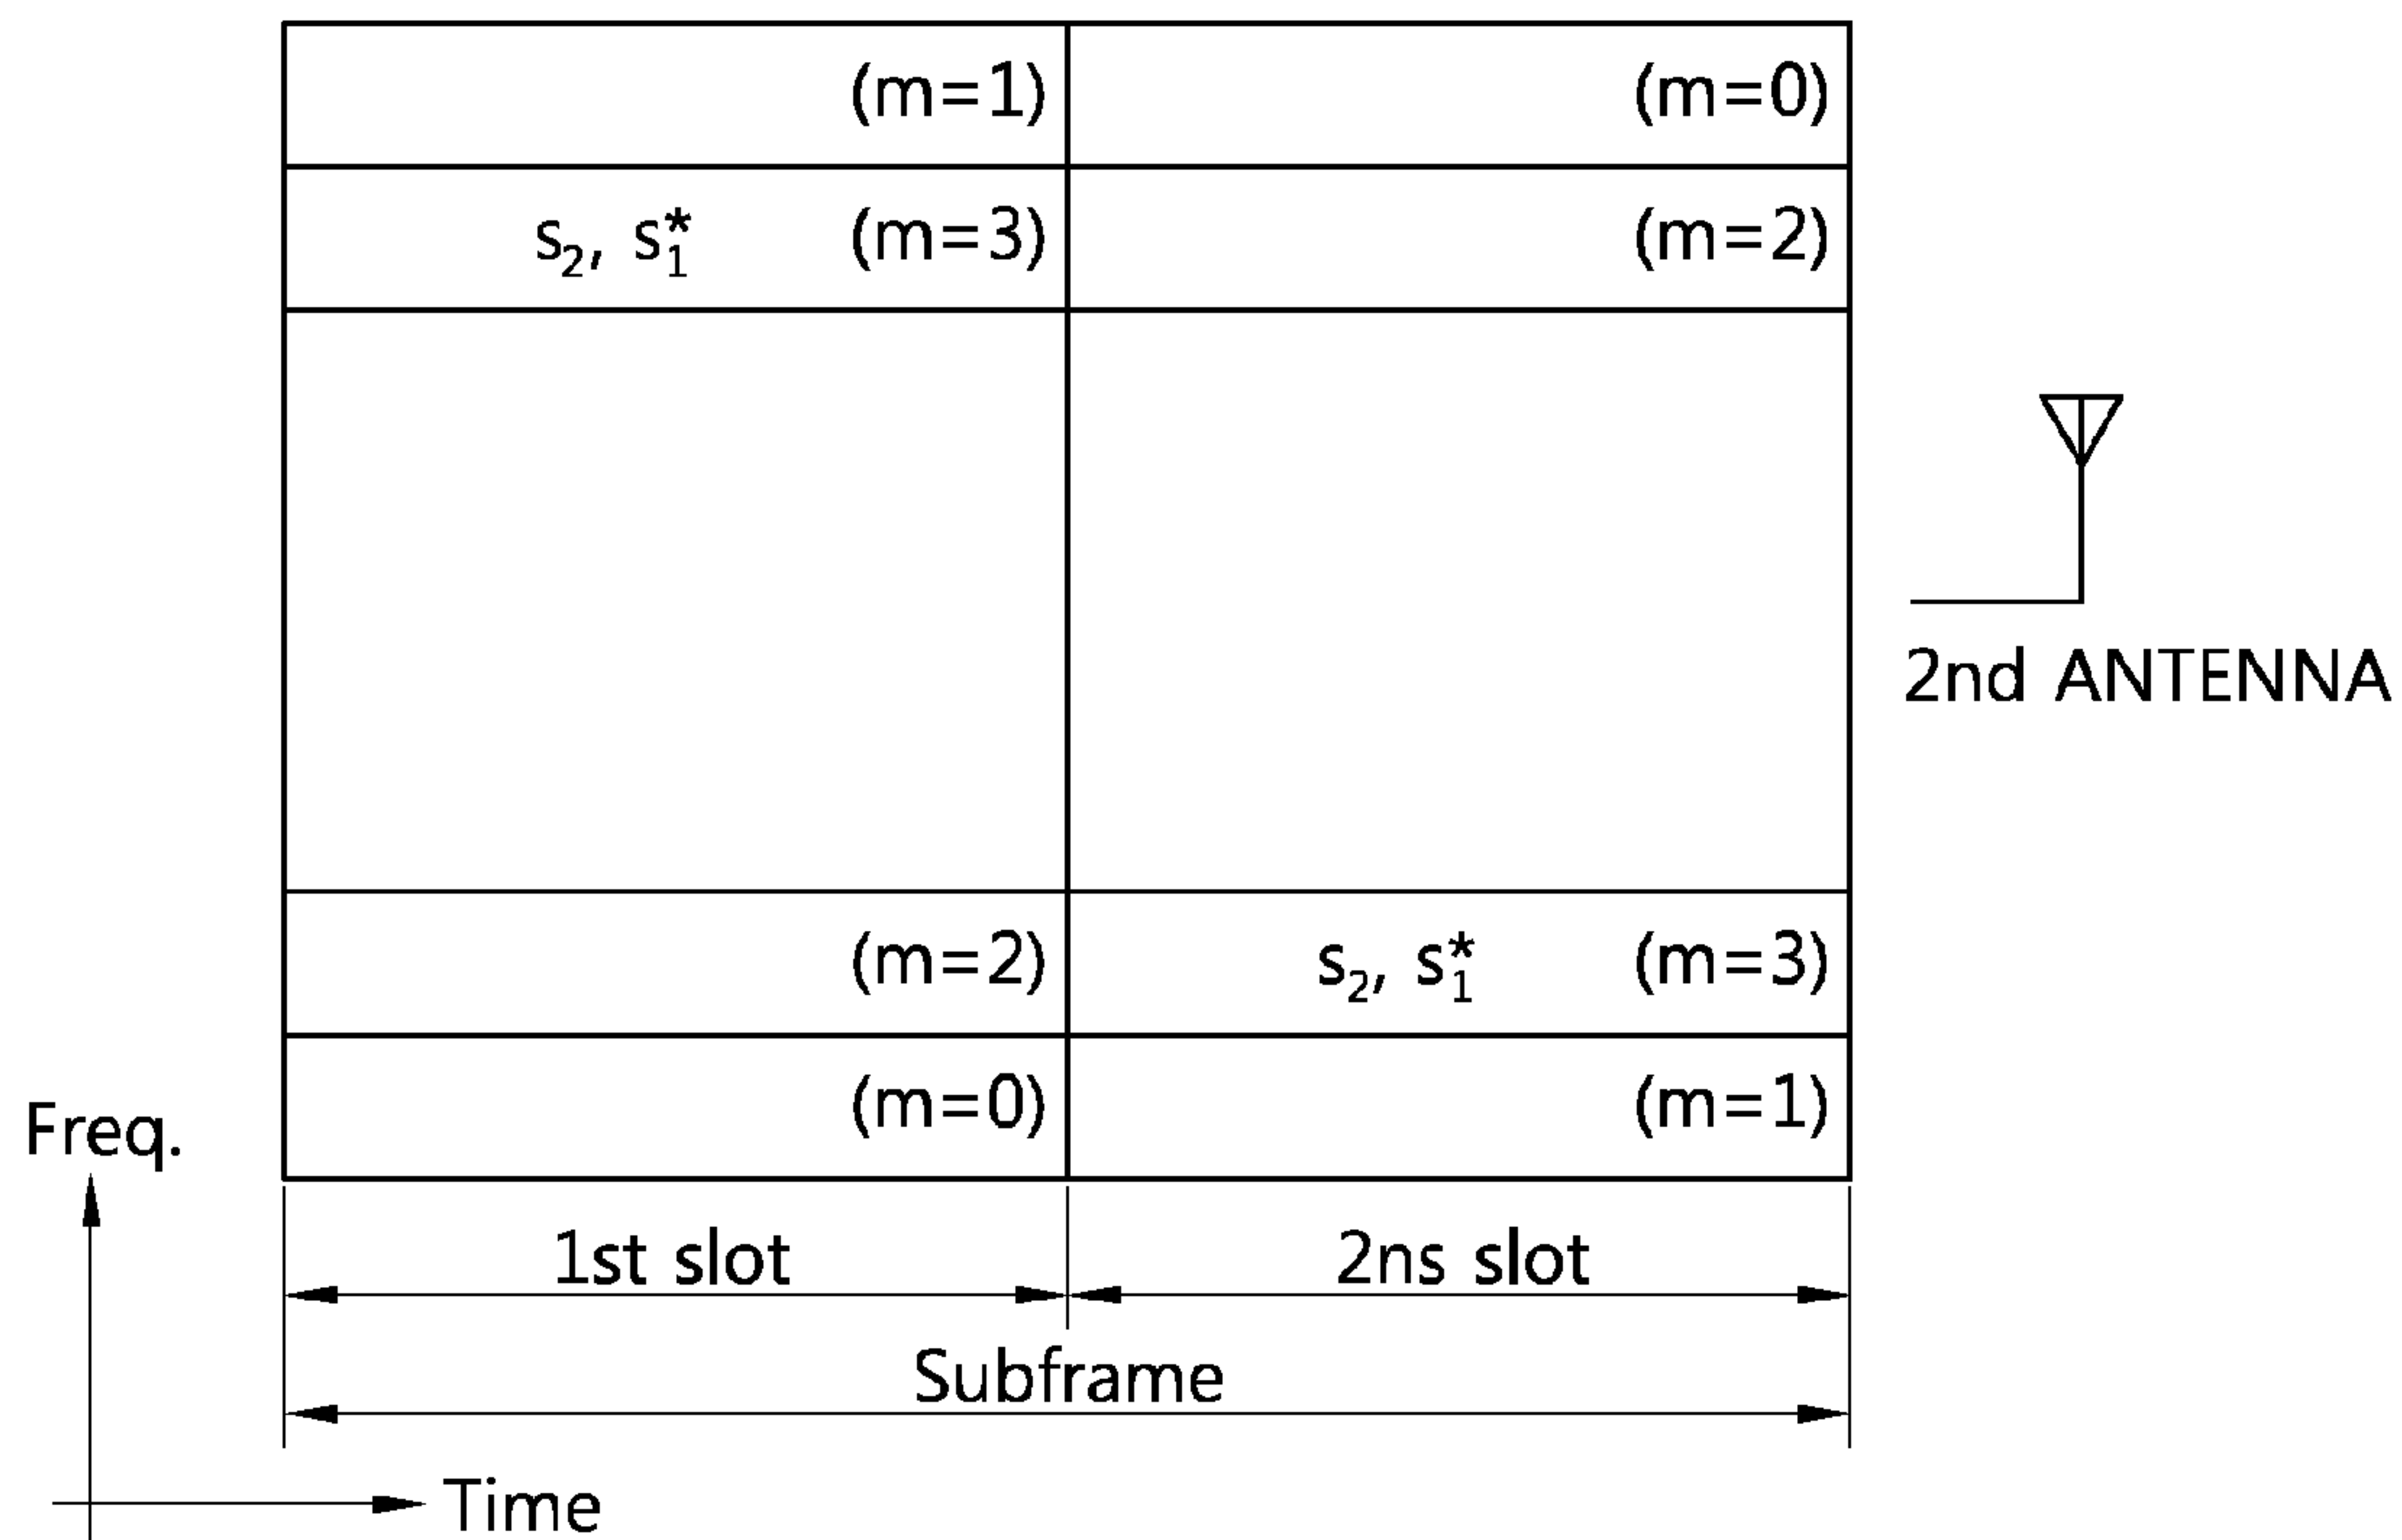 (m=1) (m=0)
s₂, s₁* (m=3) (m=2)
2nd ANTENNA
(m=2) s₂, s₁* (m=3)
(m=0) (m=1)
Freq.
1st slot 2ns slot
Subframe
Time